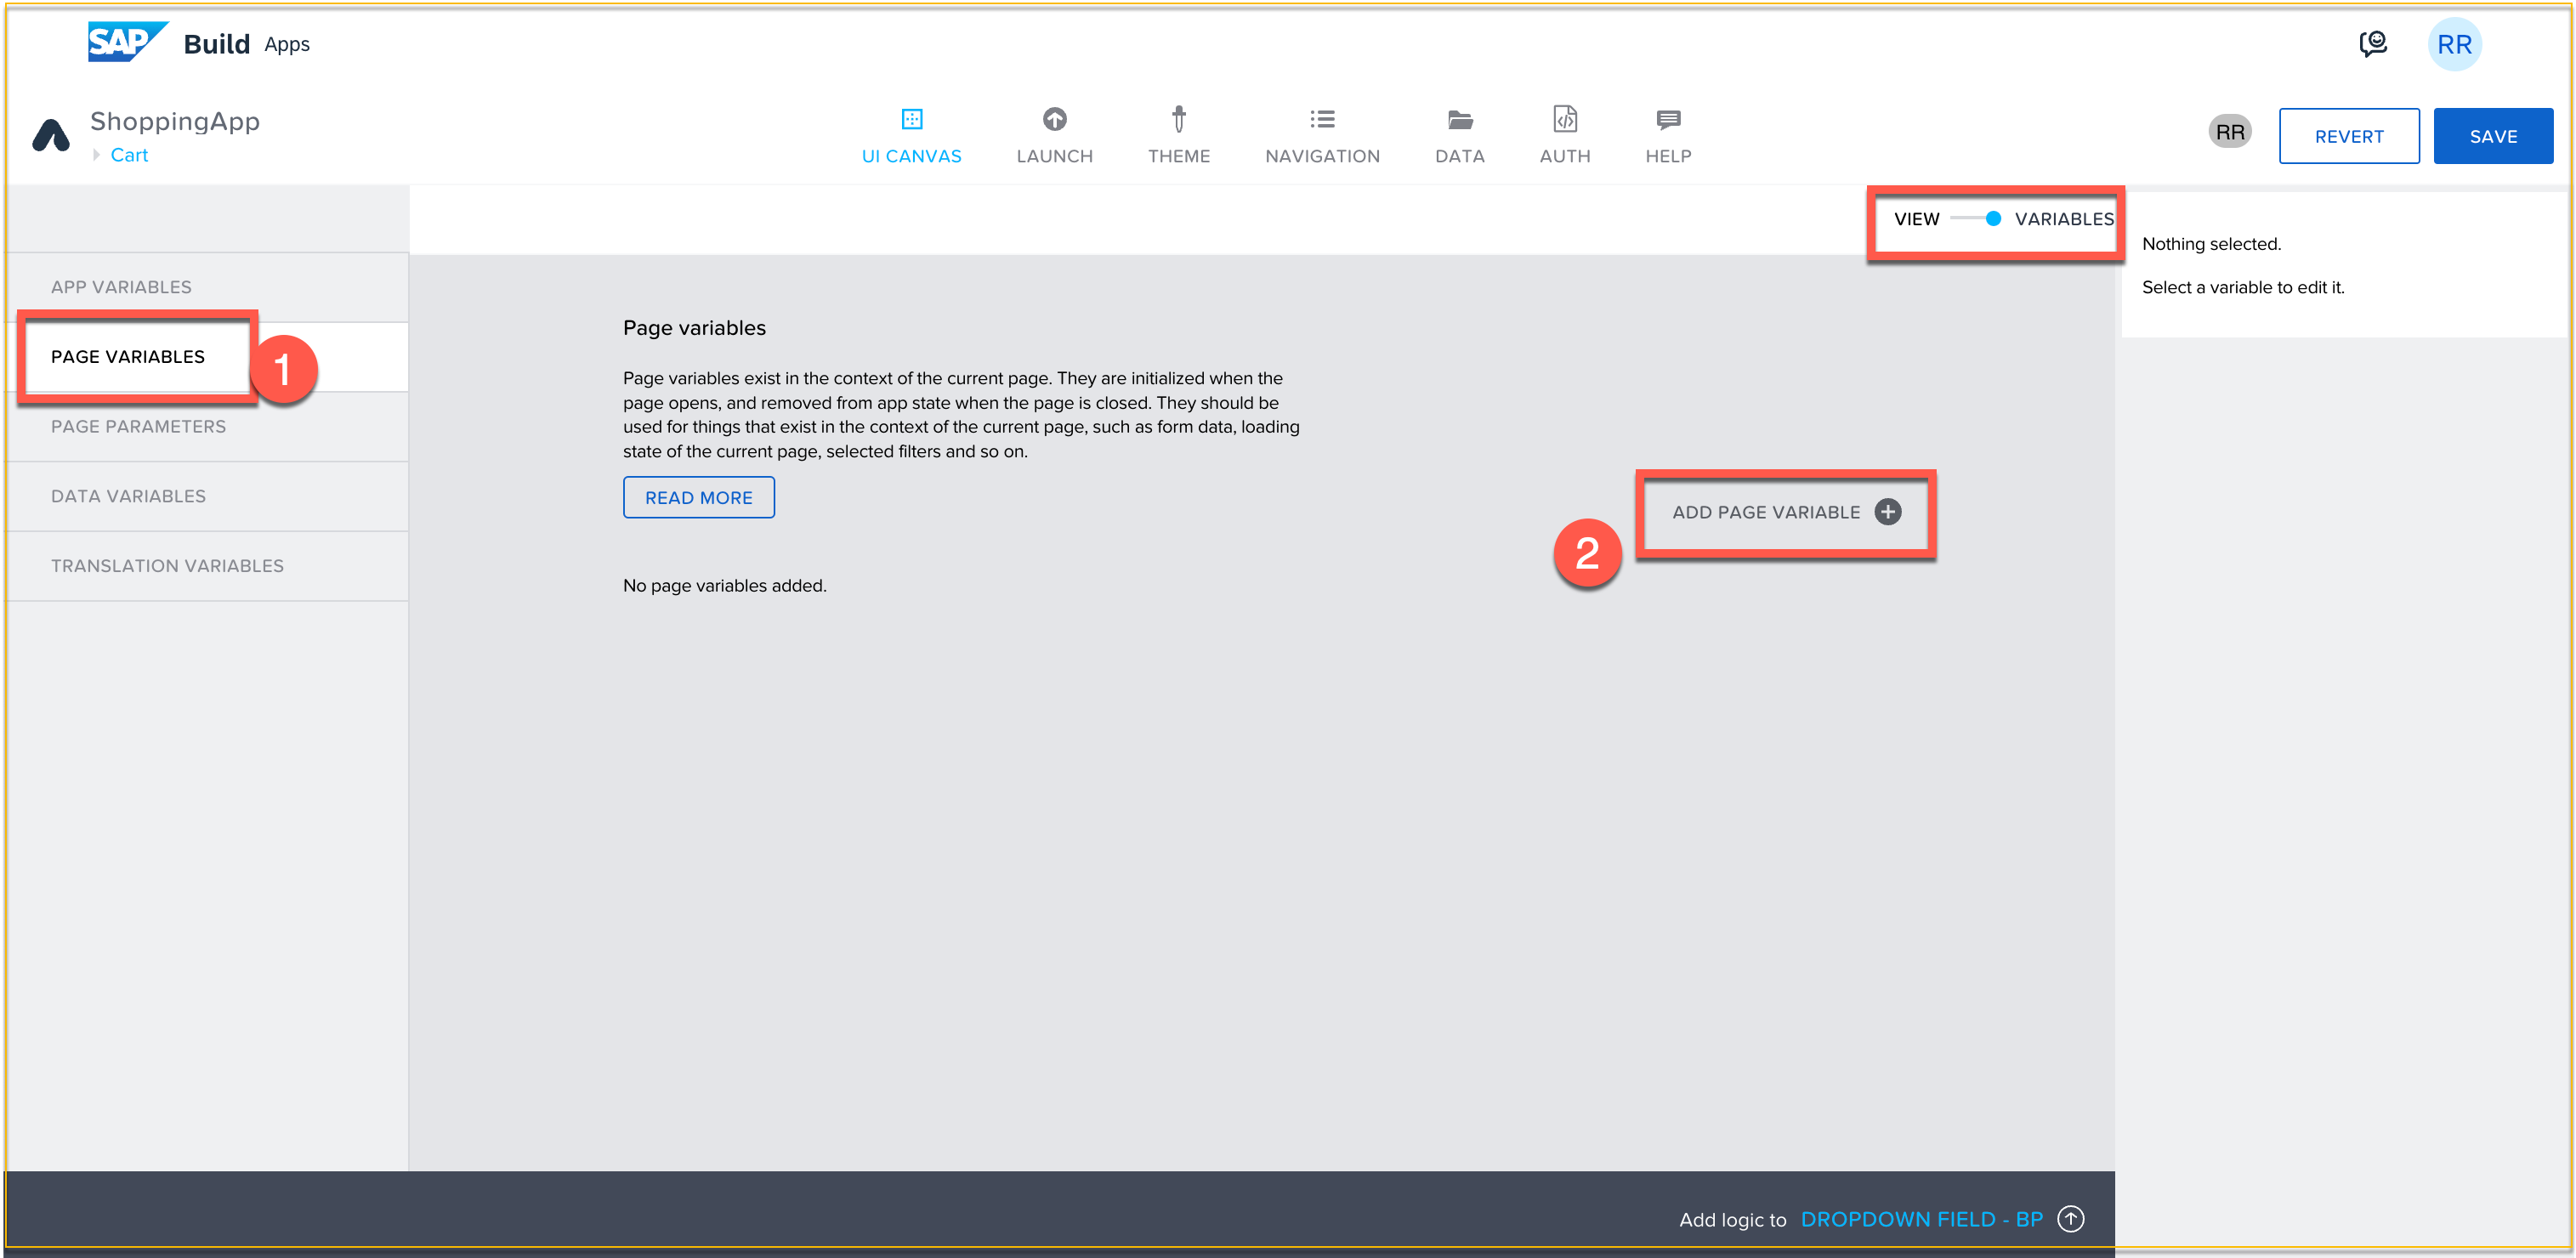 SAP Build Apps
RR
ShoppingApp
Cart
UI CANVAS
LAUNCH
THEME
NAVIGATION
DATA
AUTH
HELP
RR
REVERT
SAVE
VIEW
VARIABLES
APP VARIABLES
PAGE VARIABLES
1
PAGE PARAMETERS
DATA VARIABLES
TRANSLATION VARIABLES
Page variables
Page variables exist in the context of the current page. They are initialized when the
page opens, and removed from app state when the page is closed. They should be
used for things that exist in the context of the current page, such as form data, loading
state of the current page, selected filters and so on.
READ MORE
ADD PAGE VARIABLE
2
No page variables added.
Nothing selected.
Select a variable to edit it.
Add logic to DROPDOWN FIELD - BP